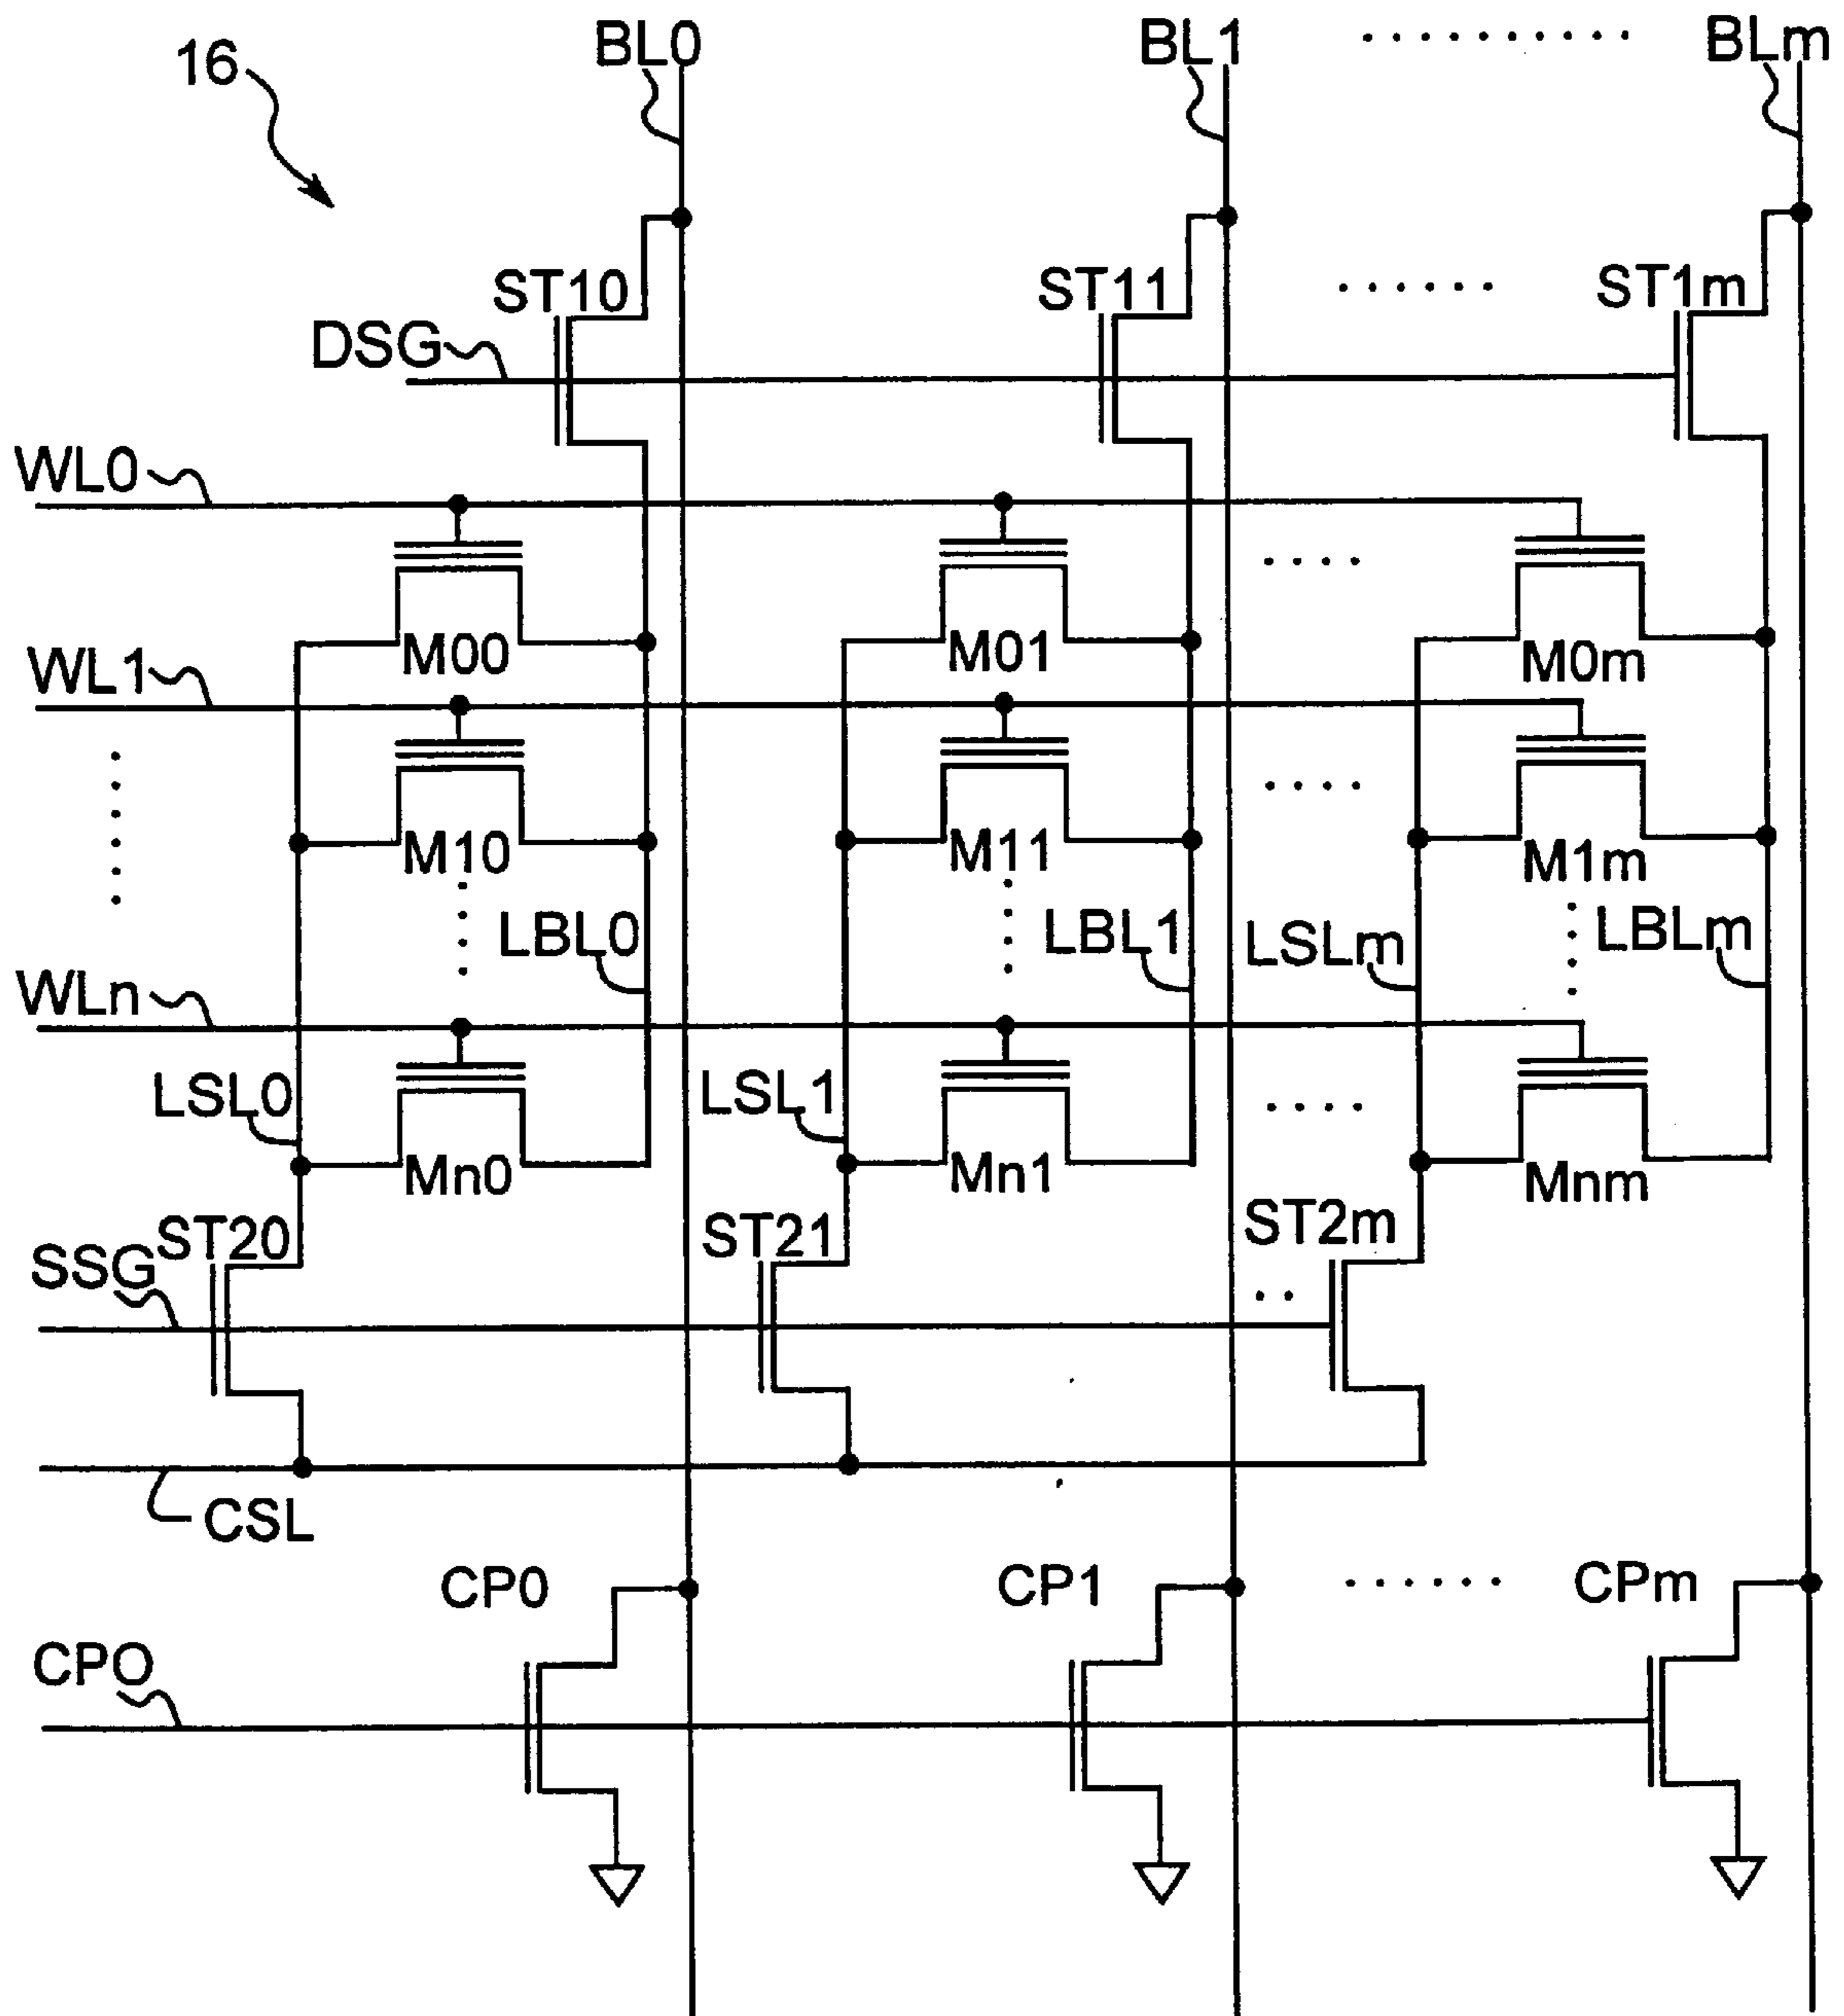 16
BL0 BL1 BLm
ST10 ST11 ST1m
DSG
WL0
M00 M01 M0m
WL1
M10 M11 M1m
LBL0 LBL1 LSLm LBLm
WLn
LSL0 LSL1
Mn0 Mn1 Mnm
ST20 ST21 ST2m
SSG
CSL
CP0 CP1 CPm
CPO